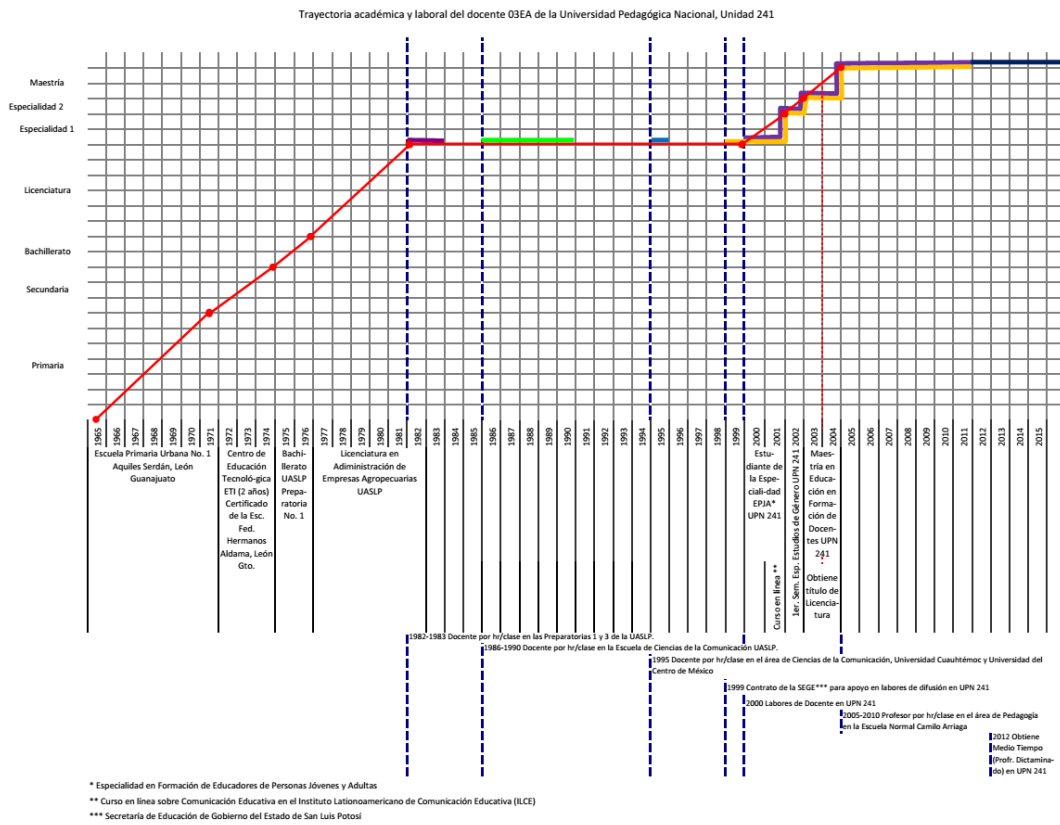 Trayectoria académica y laboral del docente 03EA de la Universidad Pedagógica Nacional, Unidad 241
Maestría
Especialidad 2
Especialidad 1
Licenciatura
Bachillerato
Secundaria
Primaria
1965
1966
1967
1968
1969
1970
1971
1972
1973
1974
1975
1976
1977
1978
1979
1980
1981
1982
1983
1984
1985
1986
1987
1988
1989
1990
1991
1992
1993
1994
1995
1996
1997
1998
1999
2000
2001
2002
2003
2004
2005
2006
2007
2008
2009
2010
2011
2012
2013
2014
2015
Escuela Primaria Urbana No. 1
Aquiles Serdán, León
Guanajuato
Centro de
Educación
Tecnoló-gica
ETI (2 años)
Certificado
de la Esc.
Fed.
Hermanos
Aldama, León
Gto.
Bachi-
llerato
UASLP
Prepa-
ratoria
No. 1
Licenciatura en
Adiministración de
Empresas Agropecuarias
UASLP
Estu-
diante de
la Espe-
ciali-dad
EPJA*
UPN 241
Curso en línea **
1er. Sem. Esp. Estudios de Género UPN 241
Maes-
tría en
Educa-
ción en
Forma-
ción de
Docen-
tes UPN
241
Obtiene
título de
Licencia-
tura
1982-1983 Docente por hr/clase en las Preparatorias 1 y 3 de la UASLP.
1986-1990 Docente por hr/clase en la Escuela de Ciencias de la Comunicación UASLP.
1995 Docente por hr/clase en el área de Ciencias de la Comunicación, Universidad Cuauhtémoc y Universidad del
Centro de México
1999 Contrato de la SEGE*** para apoyo en labores de difusión en UPN 241
2000 Labores de Docente en UPN 241
2005-2010 Profesor por hr/clase en el área de Pedagogía
en la Escuela Normal Camilo Arriaga
2012 Obtiene
Medio Tiempo
(Profr. Dictamina-
do) en UPN 241
* Especialidad en Formación de Educadores de Personas Jóvenes y Adultas
** Curso en línea sobre Comunicación Educativa en el Instituto Lationoamericano de Comunicación Educativa (ILCE)
*** Secretaría de Educación de Gobierno del Estado de San Luis Potosí